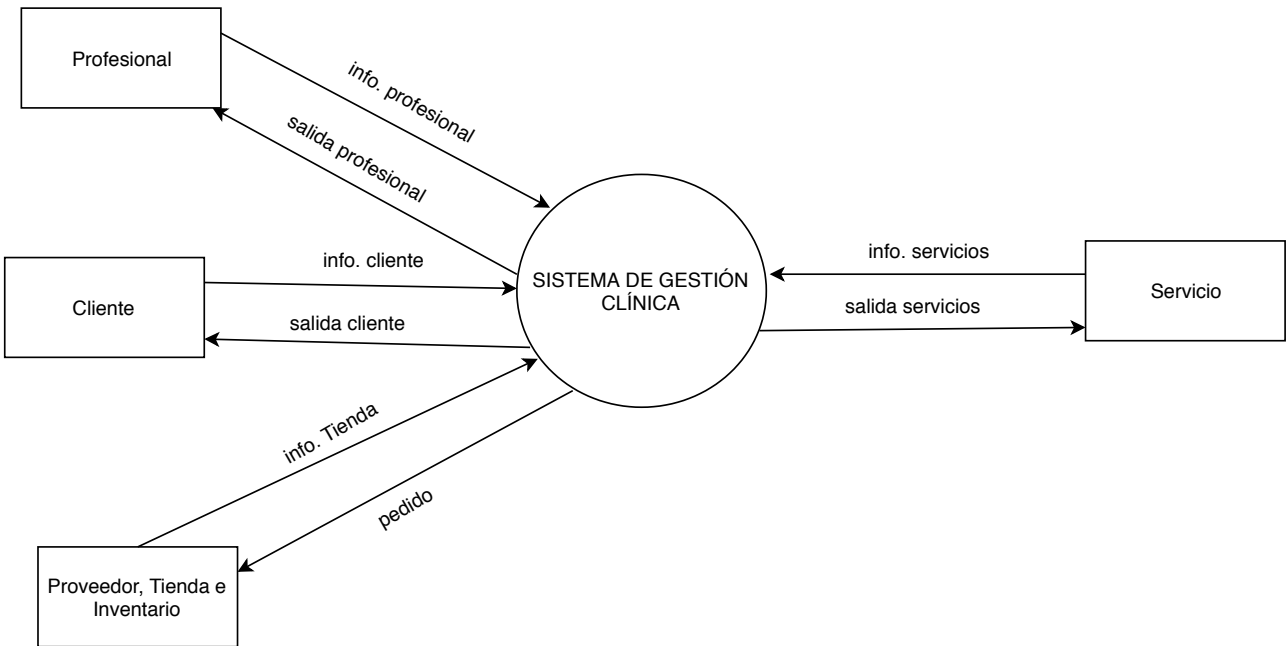 Profesional
info. profesional
salida profesional
Cliente
info. cliente
salida cliente
SISTEMA DE GESTIÓN
CLÍNICA
info. servicios
salida servicios
Servicio
info. Tienda
pedido
Proveedor, Tienda e
Inventario